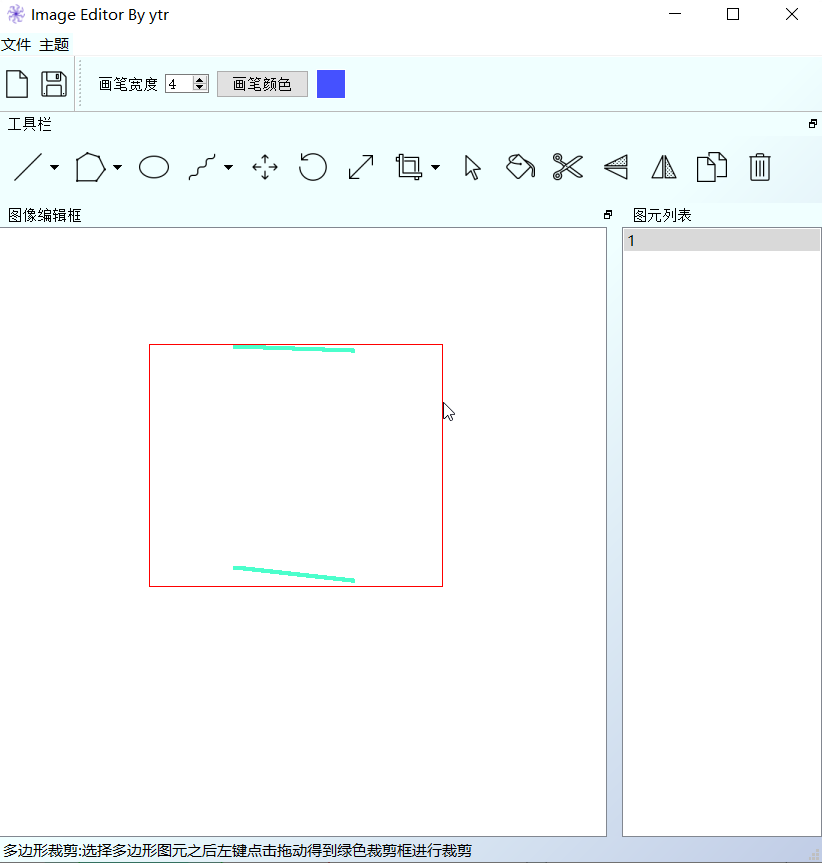 Image Editor By ytr
文件 主题
画笔宽度 4 画笔颜色
工具栏
图像编辑框 图元列表
1
多边形裁剪:选择多边形图元之后左键点击拖动得到绿色裁剪框进行裁剪